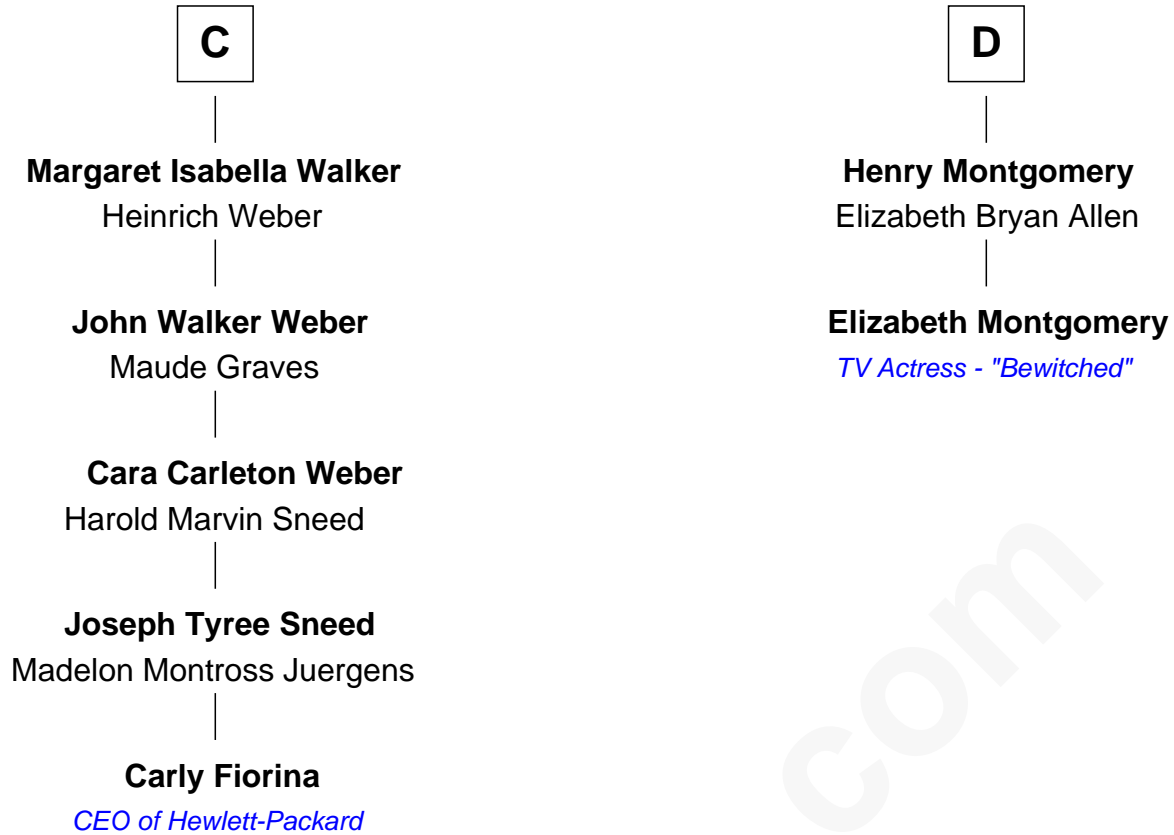 C
Margaret Isabella Walker
Heinrich Weber
John Walker Weber
Maude Graves
Cara Carleton Weber
Harold Marvin Sneed
Joseph Tyree Sneed
Madelon Montross Juergens
Carly Fiorina
CEO of Hewlett-Packard
D
Henry Montgomery
Elizabeth Bryan Allen
Elizabeth Montgomery
TV Actress - "Bewitched"
com